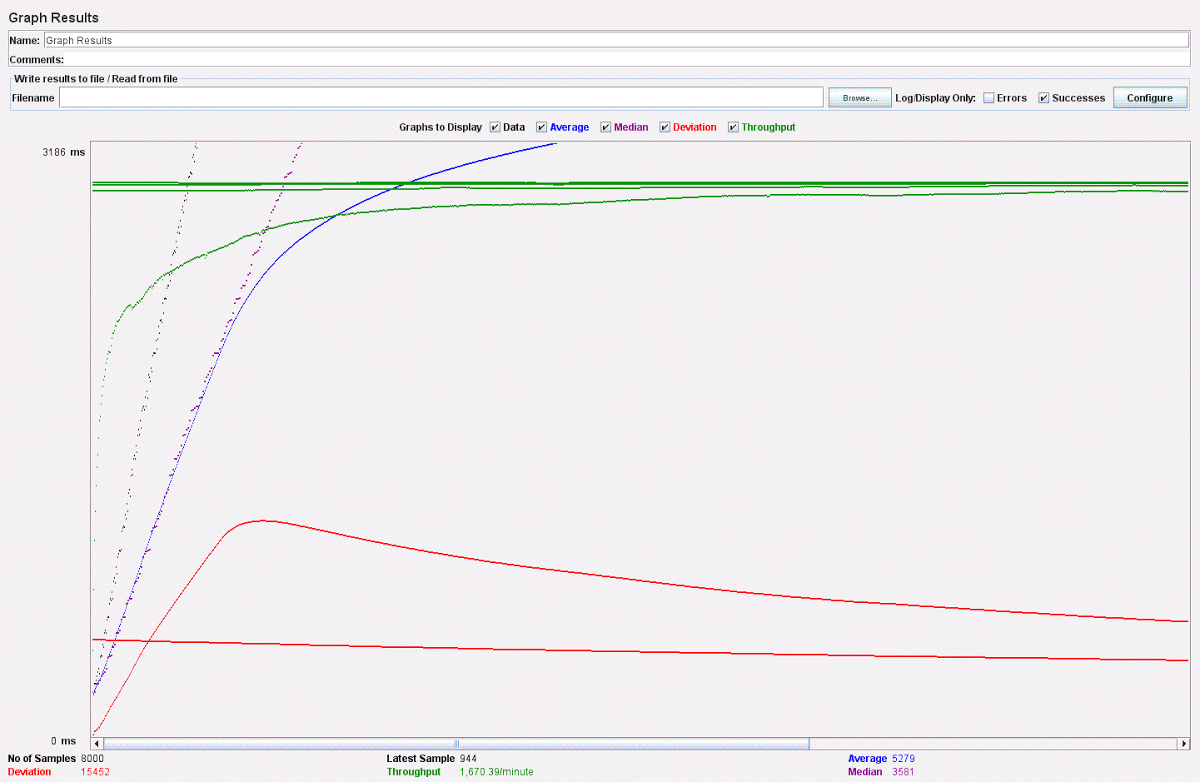 Graph Results
Name: Graph Results
Comments:
Write results to file / Read from file
Filename Browse... Log/Display Only: Errors Successes Configure
Graphs to Display Data Average Median Deviation Throughput
3186 ms
0 ms
No of Samples 8000 Latest Sample 944 Average 5279
Deviation 15452 Throughput 1,670.39/minute Median 3581